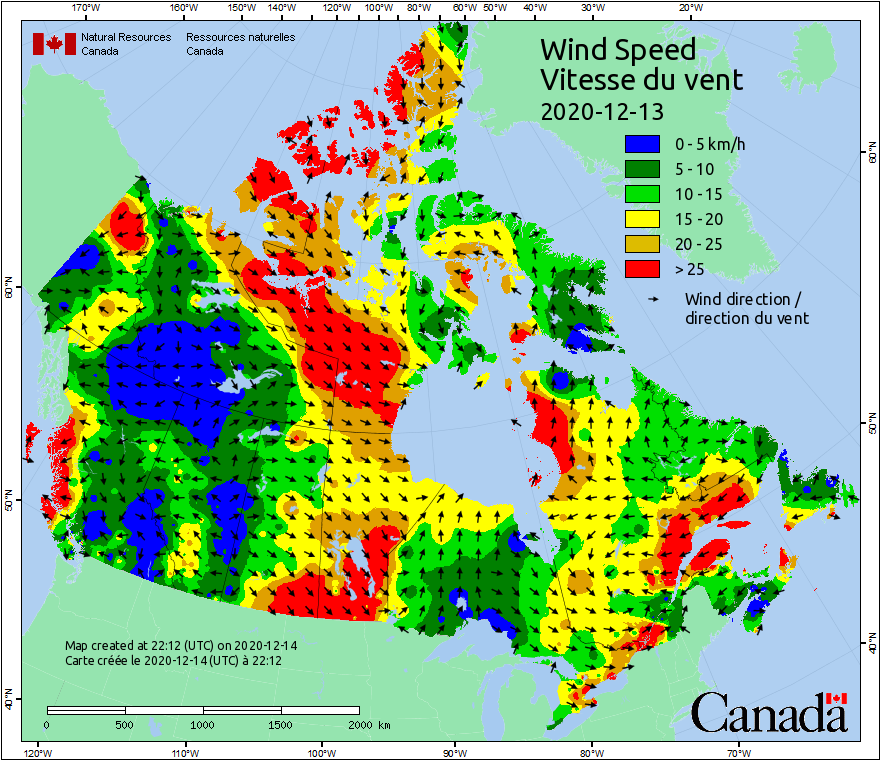 170°W 160°W 150°W 140°W 130°W 120°W 110°W 100°W 80°W 60°W 50°W 40°W 30°W 20°W
Natural Resources Canada
Ressources naturelles Canada
Wind Speed
Vitesse du vent
2020-12-13
0 - 5 km/h
5 - 10
10 - 15
15 - 20
20 - 25
> 25
Wind direction /
direction du vent
60°N
60°N
50°N
50°N
40°N
40°N
Map created at 22:12 (UTC) on 2020-12-14
Carte créée le 2020-12-14 (UTC) à 22:12
0 500 1000 1500 2000 km
Canada
120°W 110°W 100°W 90°W 80°W 70°W